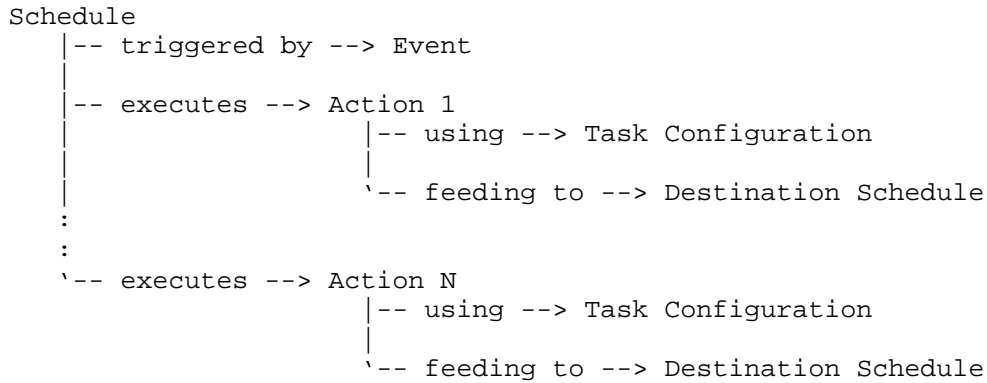 Schedule
   |-- triggered by --> Event
   |
   |-- executes --> Action 1
   |                   |-- using --> Task Configuration
   |                   |
   |                   `-- feeding to --> Destination Schedule
   :
   :
   `-- executes --> Action N
                       |-- using --> Task Configuration
                       |
                       `-- feeding to --> Destination Schedule